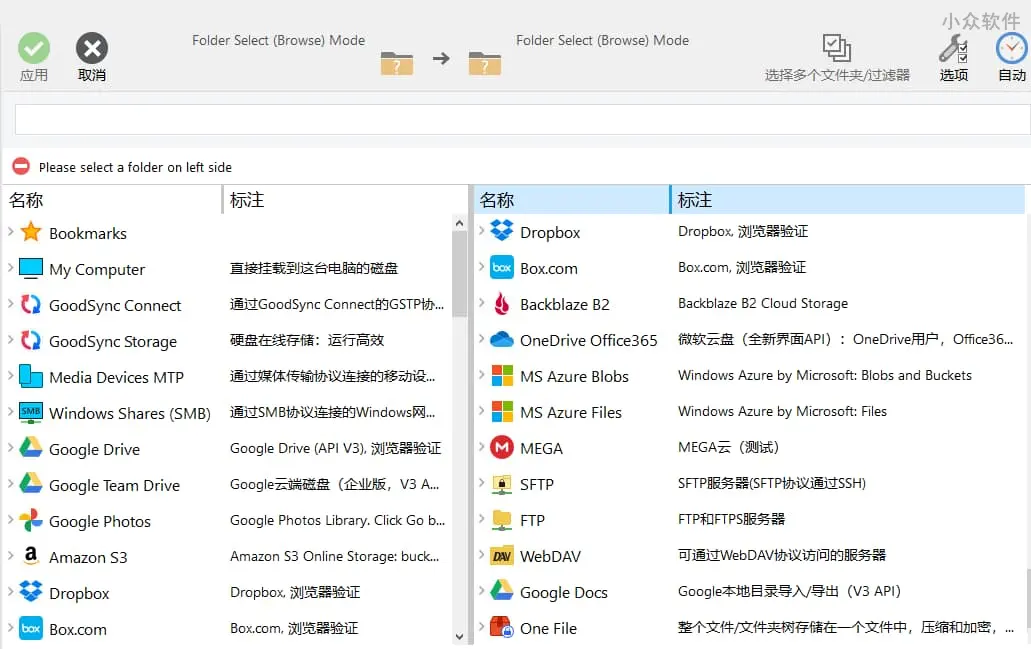 小众软件
Folder Select (Browse) Mode
Folder Select (Browse) Mode
应用
取消
选择多个文件夹/过滤器
选项
自动
Please select a folder on left side
名称 标注
Bookmarks
My Computer 直接挂载到这台电脑的磁盘
GoodSync Connect 通过GoodSync Connect的GSTP协...
GoodSync Storage 硬盘在线存储：运行高效
Media Devices MTP 通过媒体传输协议连接的移动设...
SMB Windows Shares (SMB) 通过SMB协议连接的Windows网...
Google Drive Google Drive (API V3), 浏览器验证
Google Team Drive Google云端磁盘（企业版，V3 A...
Google Photos Google Photos Library. Click Go b...
a Amazon S3 Amazon S3 Online Storage: buck...
Dropbox Dropbox, 浏览器验证
box Box.com Box.com, 浏览器验证
名称 标注
Dropbox Dropbox, 浏览器验证
box Box.com Box.com, 浏览器验证
Backblaze B2 Backblaze B2 Cloud Storage
OneDrive Office365 微软云盘（全新界面API）：OneDrive用户，Office36...
MS Azure Blobs Windows Azure by Microsoft: Blobs and Buckets
MS Azure Files Windows Azure by Microsoft: Files
M MEGA MEGA云（测试）
SFTP SFTP服务器(SFTP协议通过SSH)
FTP FTP和FTPS服务器
DAV WebDAV 可通过WebDAV协议访问的服务器
Google Docs Google本地目录导入/导出（V3 API）
One File 整个文件/文件夹树存储在一个文件中，压缩和加密，...